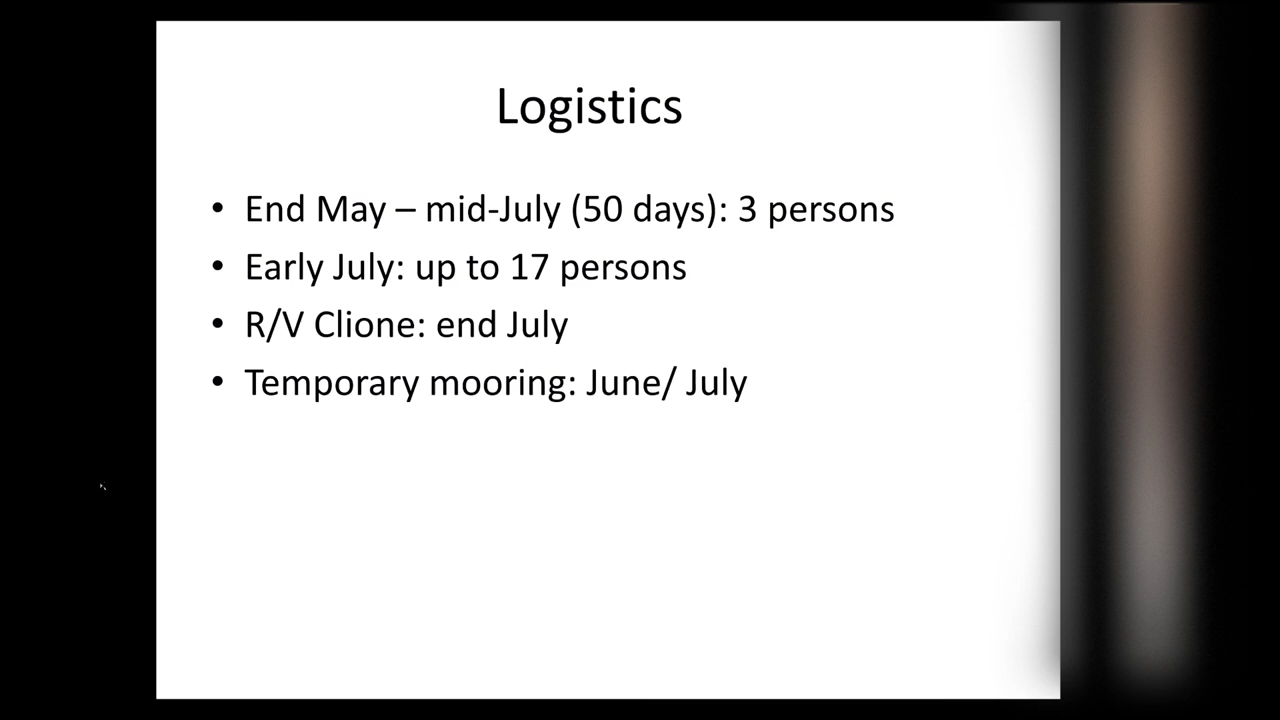 Logistics
• End May – mid-July (50 days): 3 persons
• Early July: up to 17 persons
• R/V Clione: end July
• Temporary mooring: June/ July